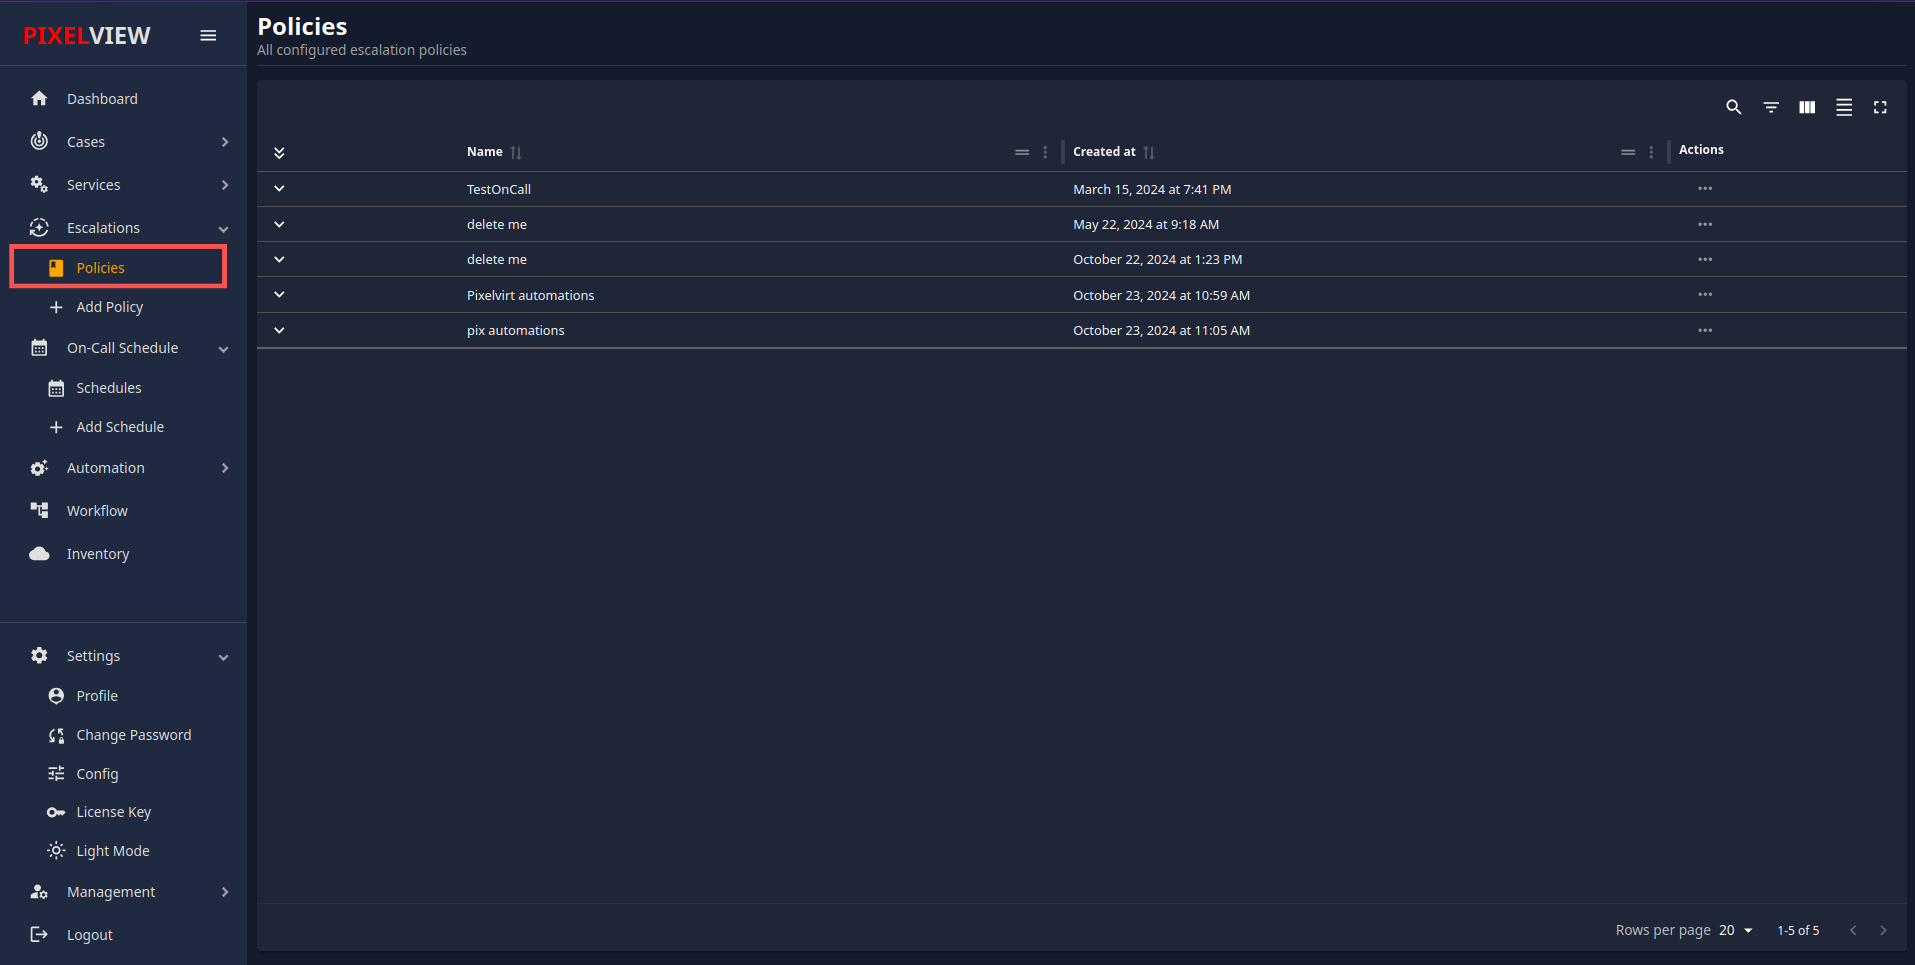 PIXELVIEW
Dashboard
Cases
Services
Escalations
Policies
Add Policy
On-Call Schedule
Schedules
Add Schedule
Automation
Workflow
Inventory
Settings
Profile
Change Password
Config
License Key
Light Mode
Management
Logout
Policies
All configured escalation policies
Name Created at Actions
TestOnCall March 15, 2024 at 7:41 PM
delete me May 22, 2024 at 9:18 AM
delete me October 22, 2024 at 1:23 PM
Pixelvirt automations October 23, 2024 at 10:59 AM
pix automations October 23, 2024 at 11:05 AM
Rows per page 20 1-5 of 5